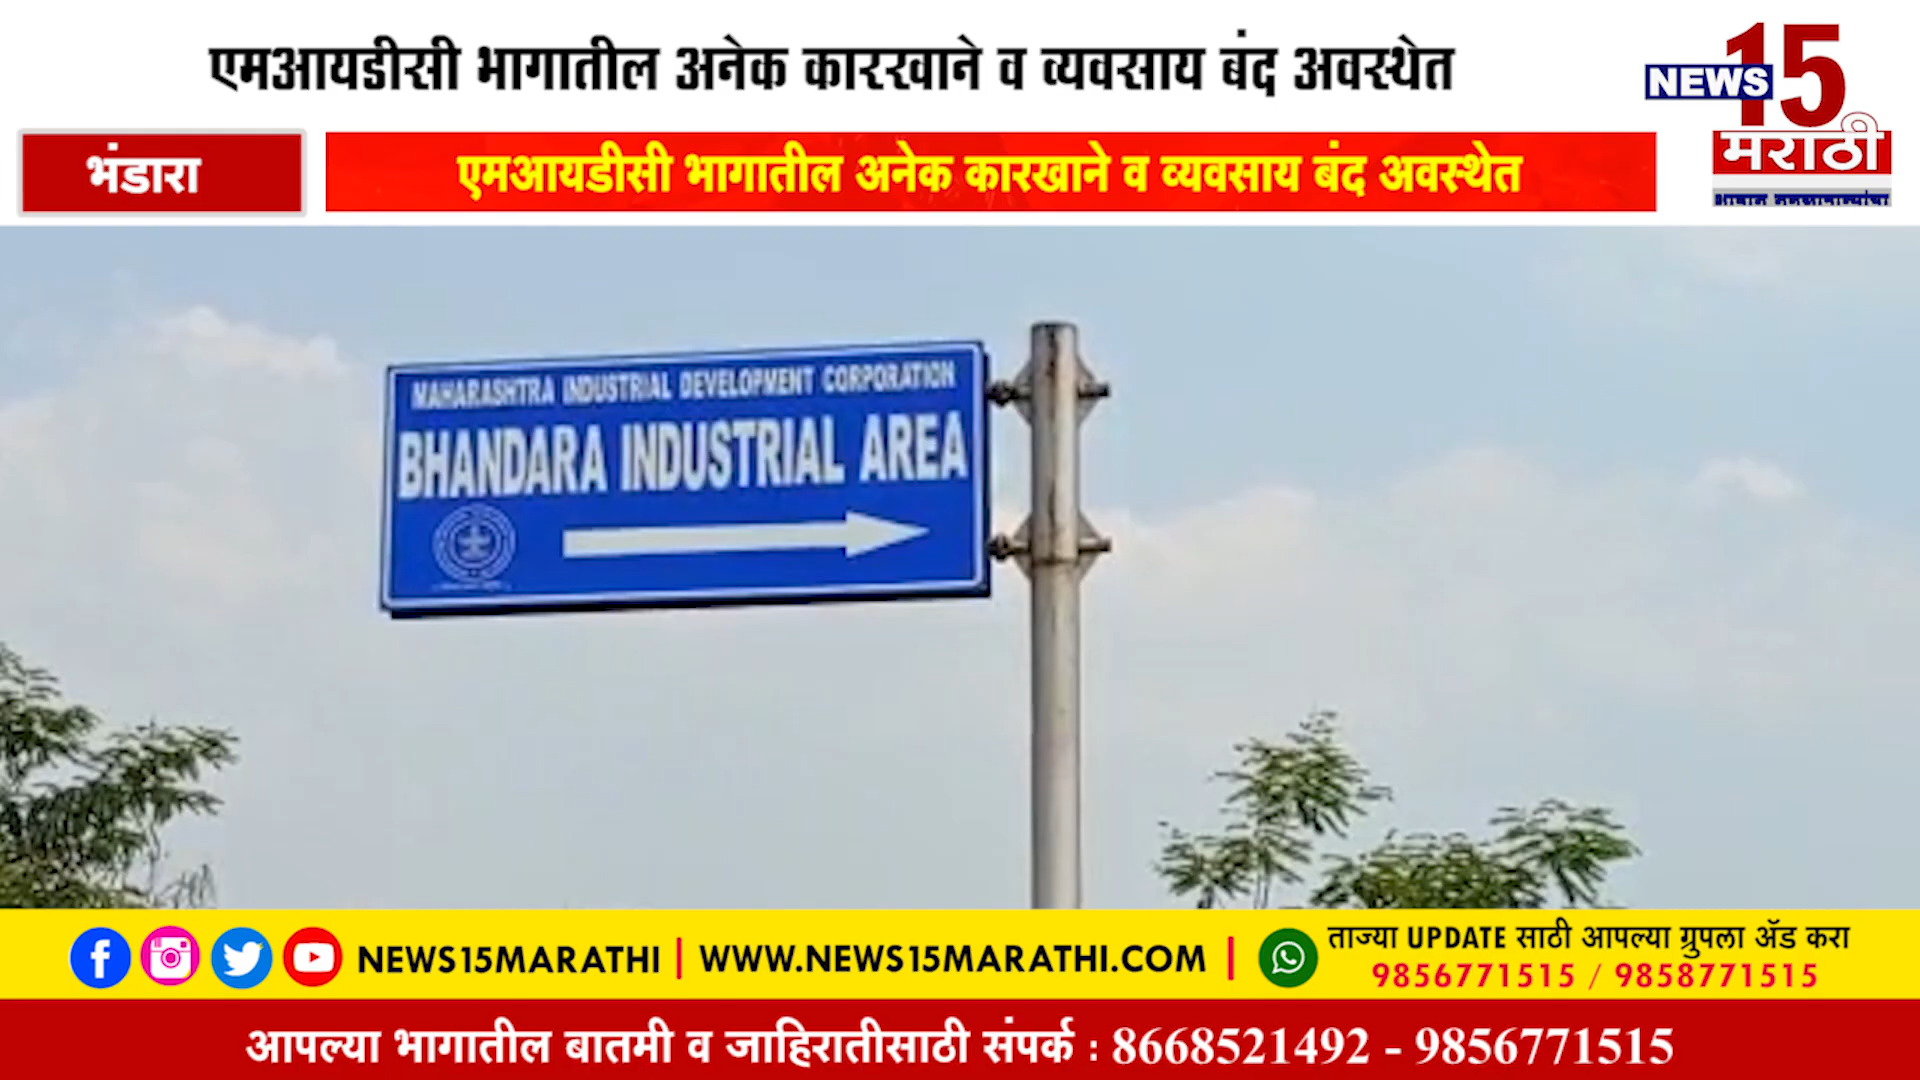 एमआयडीसी भागातील अनेक कारखाने व व्यवसाय बंद अवस्थेत
NEWS 15
मराठी
भंडारा
एमआयडीसी भागातील अनेक कारखाने व व्यवसाय बंद अवस्थेत
MAHARASHTRA INDUSTRIAL DEVELOPMENT CORPORATION
BHANDARA INDUSTRIAL AREA
NEWS15MARATHI | WWW.NEWS15MARATHI.COM |
ताज्या UPDATE साठी आपल्या ग्रुपला ॲड करा
9856771515 / 9858771515
आपल्या भागातील बातमी व जाहिरातीसाठी संपर्क : 8668521492 - 9856771515